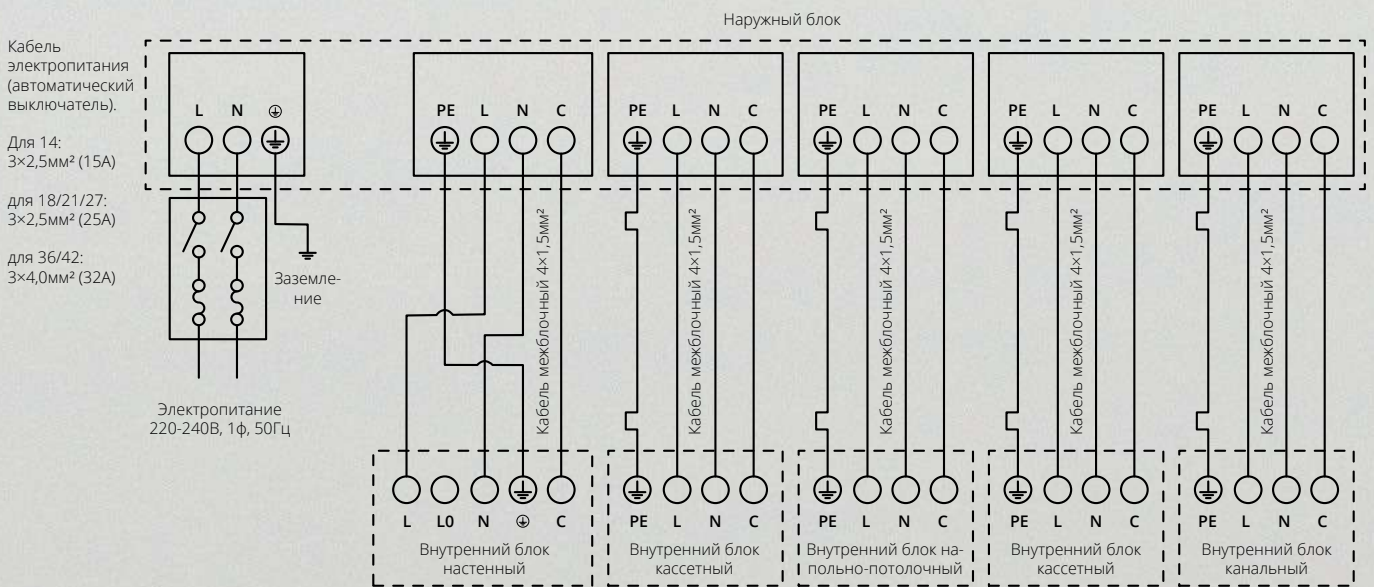 Наружный блок
Кабель
электропитания
(автоматический
выключатель).
Для 14:
3×2,5мм² (15А)
для 18/21/27:
3×2,5мм² (25А)
для 36/42:
3×4,0мм² (32А)
L N ⏚
PE L N C
PE L N C
PE L N C
PE L N C
PE L N C
Заземле-
ние
Электропитание
220-240В, 1ф, 50Гц
Кабель межблочный 4×1,5мм²
Кабель межблочный 4×1,5мм²
Кабель межблочный 4×1,5мм²
Кабель межблочный 4×1,5мм²
Кабель межблочный 4×1,5мм²
L L0 N ⏚ C
Внутренний блок
настенный
PE L N C
Внутренний блок
кассетный
PE L N C
Внутренний блок на-
польно-потолочный
PE L N C
Внутренний блок
кассетный
PE L N C
Внутренний блок
канальный